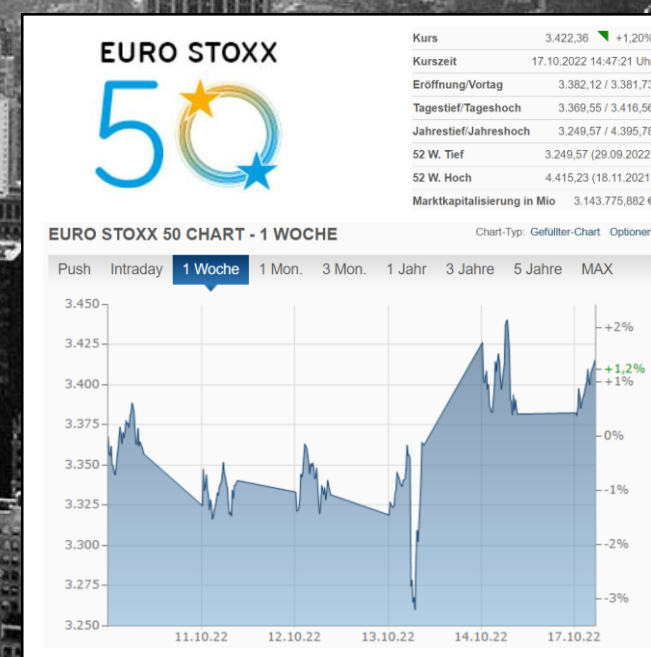 EURO STOXX
50
Kurs 3.422,36 +1,20%
Kurszeit 17.10.2022 14:47:21 Uhr
Eröffnung/Vortag 3.382,12 / 3.381,73
Tagestief/Tageshoch 3.369,55 / 3.416,56
Jahrestief/Jahreshoch 3.249,57 / 4.395,78
52 W. Tief 3.249,57 (29.09.2022)
52 W. Hoch 4.415,23 (18.11.2021)
Marktkapitalisierung in Mio 3.143.775,882 €
EURO STOXX 50 CHART - 1 WOCHE Chart-Typ: Gefüllter-Chart Optionen
Push Intraday 1 Woche 1 Mon. 3 Mon. 1 Jahr 3 Jahre 5 Jahre MAX
3.450
3.425
3.400
3.375
3.350
3.325
3.300
3.275
3.250
+2%
+1,2%
+1%
0%
-1%
-2%
-3%
11.10.22 12.10.22 13.10.22 14.10.22 17.10.22